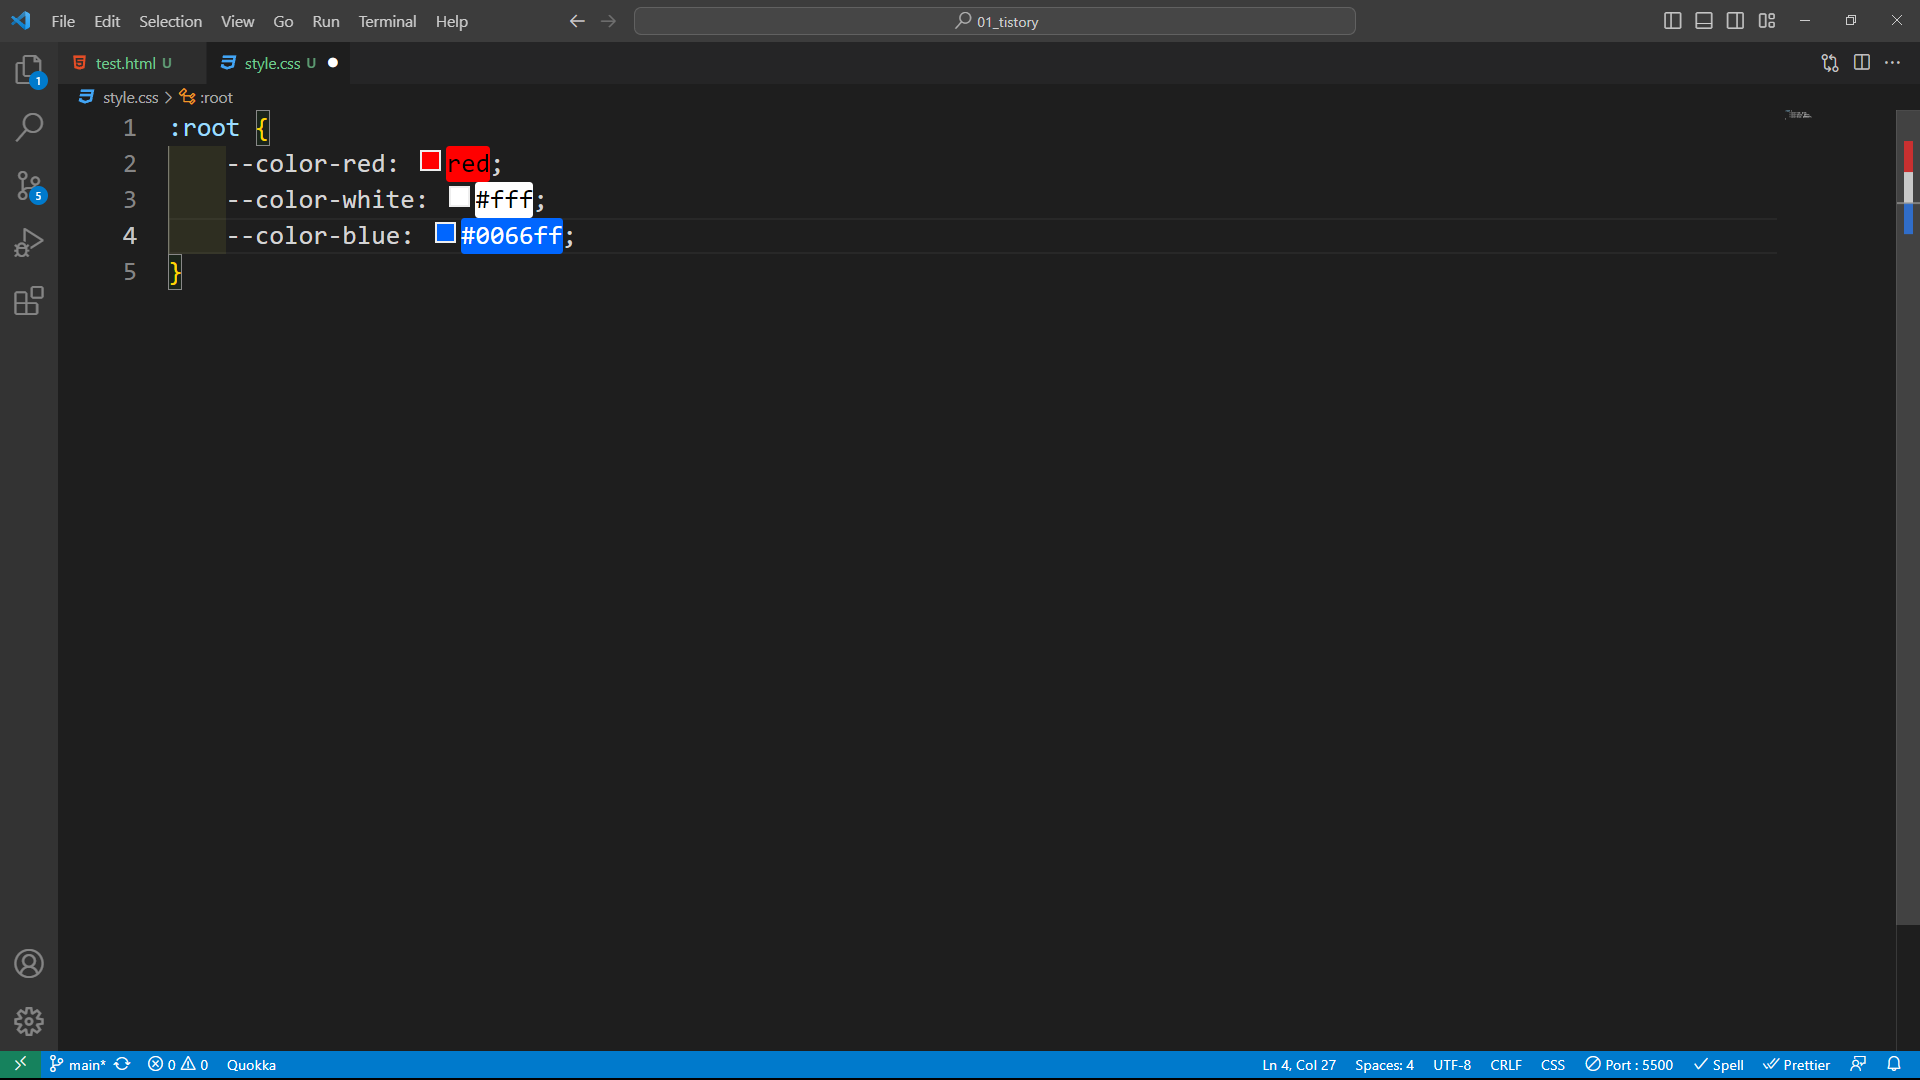 File Edit Selection View Go Run Terminal Help 01_tistory
test.html U style.css U
1
style.css :root
1 :root {
2 --color-red: red;
3 --color-white: #fff;
5
4 --color-blue: #0066ff;
5 }
main* 0 0 Quokka Ln 4, Col 27 Spaces: 4 UTF-8 CRLF CSS Port : 5500 Spell Prettier